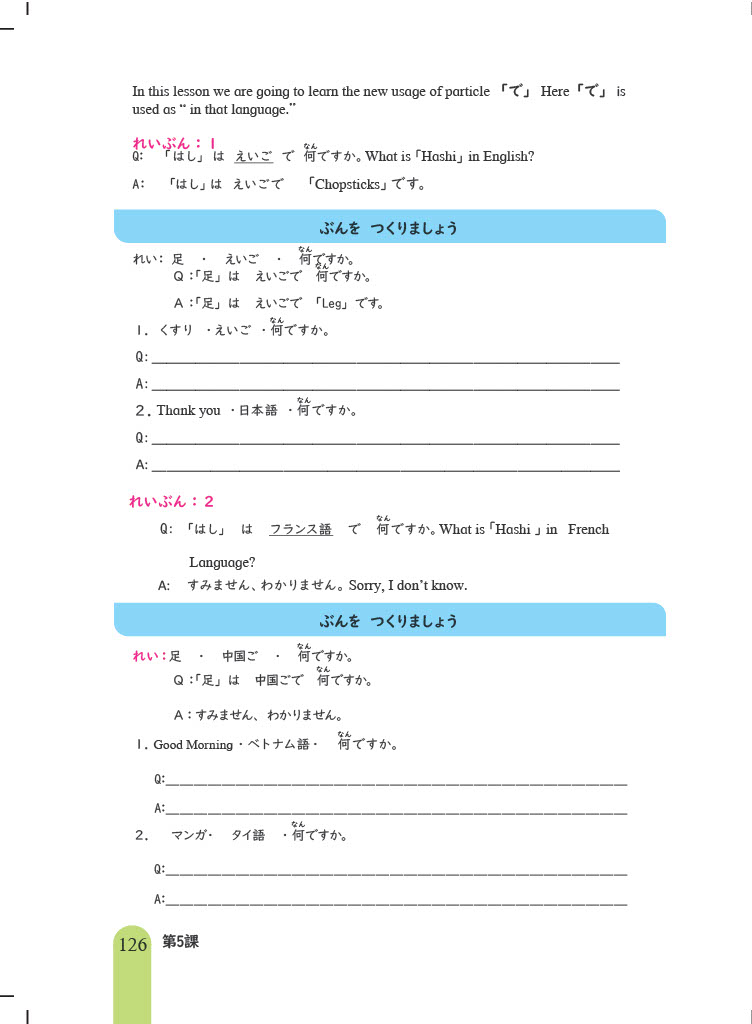 In this lesson we are going to learn the new usage of particle 「で」 Here「で」 is
used as “ in that language.”
れいぶん：１
なん
Q: 「はし」 は えいご で 何ですか。What is「Hashi」in English?
A: 「はし」は えいごで 「Chopsticks」です。
ぶんを つくりましょう
なん
れい： 足 ・ えいご ・ 何ですか。
なん
Q：「足」は えいごで 何ですか。
A：「足」は えいごで 「Leg」です。
なん
１. くすり ・えいご ・何ですか。
Q:
A:
なん
２. Thank you ・日本語 ・何ですか。
Q:
A:
れいぶん：２
なん
Q: 「はし」 は フランス語 で 何ですか。What is「Hashi 」in French
Language?
A: すみません、わかりません。Sorry, I don’t know.
ぶんを つくりましょう
なん
れい：足 ・ 中国ご ・ 何ですか。
なん
Q：「足」は 中国ごで 何ですか。
A：すみません、わかりません。
なん
１. Good Morning・ベトナム語・ 何ですか。
Q:
A:
なん
２. マンガ・ タイ語 ・何ですか。
Q:
A:
126 第5課